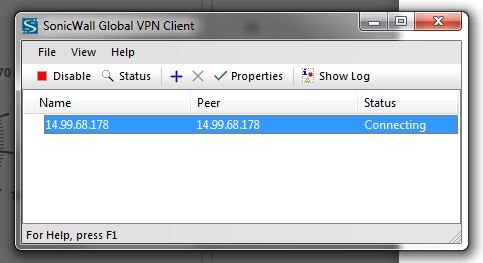 SonicWall Global VPN Client
File View Help
Disable Status Properties Show Log
Name Peer Status
14.99.68.178 14.99.68.178 Connecting
For Help, press F1